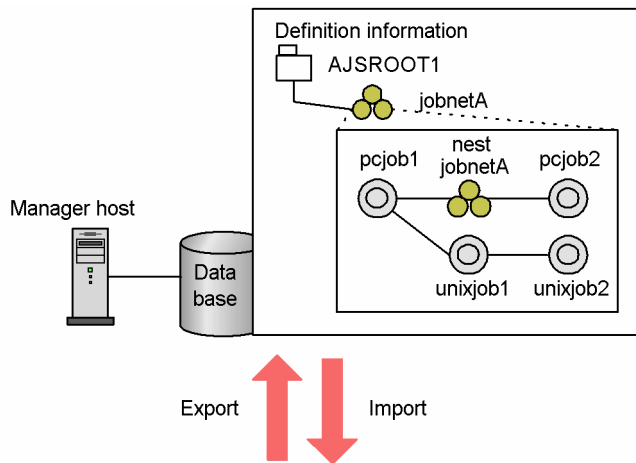 Definition information
AJSROOT1
jobnetA
nest
pcjob1
jobnetA
pcjob2
Manager host
Data
base
unixjob1
unixjob2
Export
Import